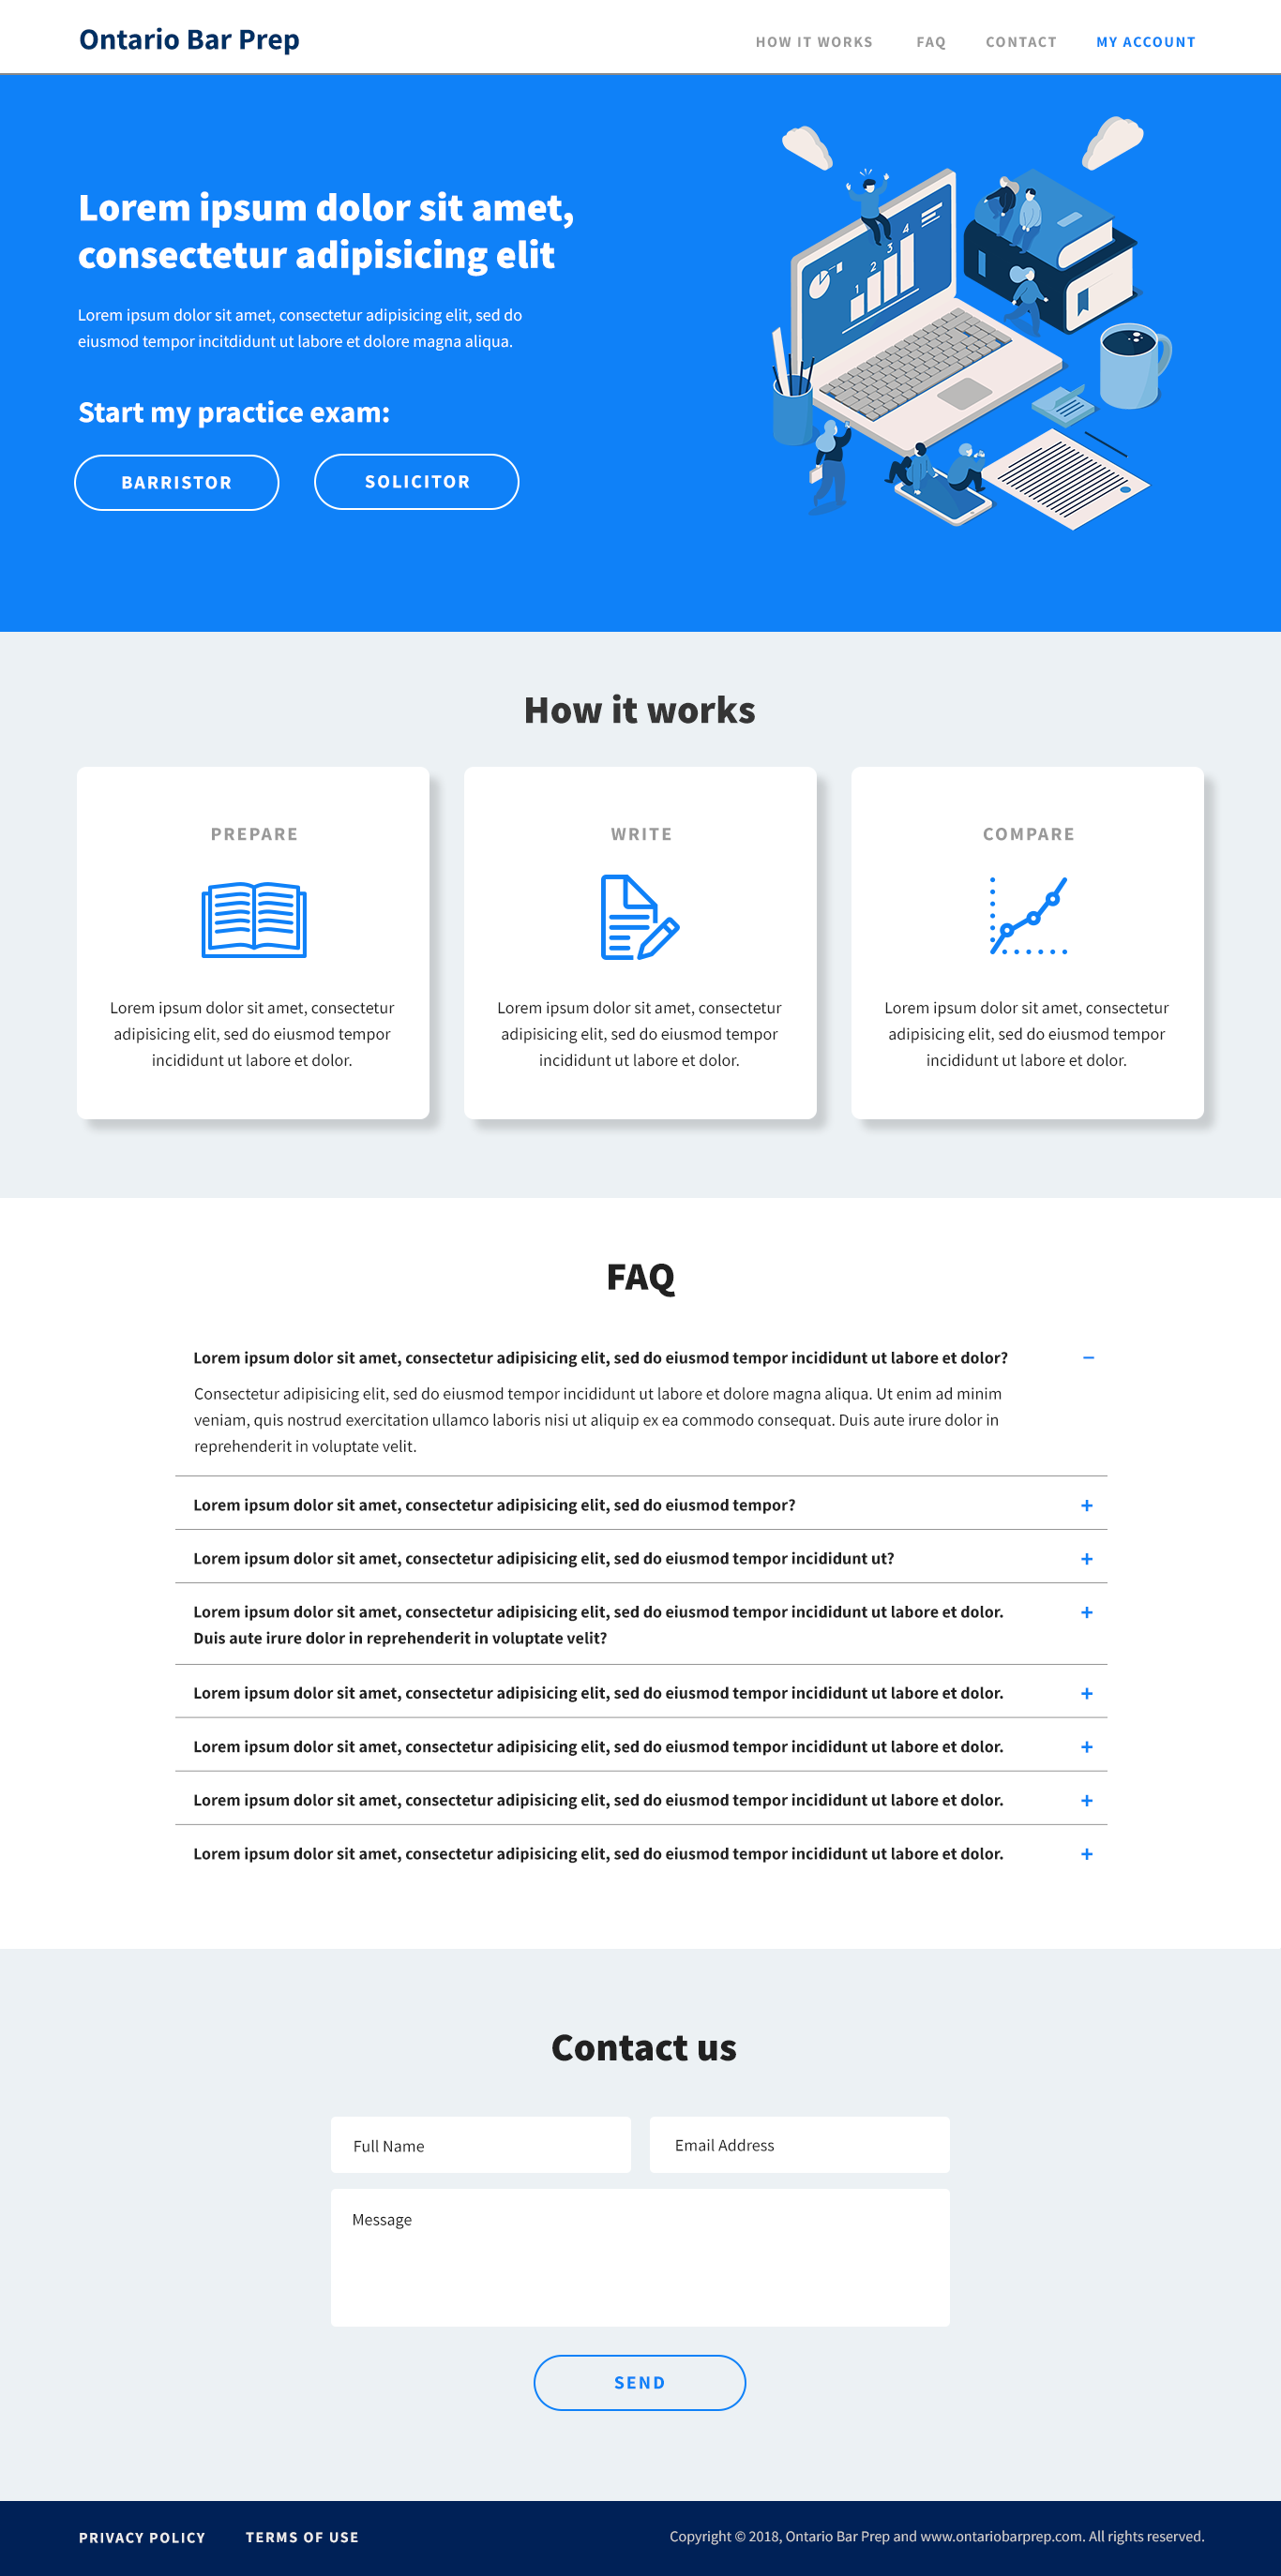 Ontario Bar Prep
HOW IT WORKS FAQ CONTACT MY ACCOUNT
Lorem ipsum dolor sit amet,
consectetur adipisicing elit
Lorem ipsum dolor sit amet, consectetur adipisicing elit, sed do
eiusmod tempor incitdidunt ut labore et dolore magna aliqua.
Start my practice exam:
BARRISTOR SOLICITOR
1 2 3 4
How it works
PREPARE
Lorem ipsum dolor sit amet, consectetur
adipisicing elit, sed do eiusmod tempor
incididunt ut labore et dolor.
WRITE
Lorem ipsum dolor sit amet, consectetur
adipisicing elit, sed do eiusmod tempor
incididunt ut labore et dolor.
COMPARE
Lorem ipsum dolor sit amet, consectetur
adipisicing elit, sed do eiusmod tempor
incididunt ut labore et dolor.
FAQ
Lorem ipsum dolor sit amet, consectetur adipisicing elit, sed do eiusmod tempor incididunt ut labore et dolor? –
Consectetur adipisicing elit, sed do eiusmod tempor incididunt ut labore et dolore magna aliqua. Ut enim ad minim
veniam, quis nostrud exercitation ullamco laboris nisi ut aliquip ex ea commodo consequat. Duis aute irure dolor in
reprehenderit in voluptate velit.
Lorem ipsum dolor sit amet, consectetur adipisicing elit, sed do eiusmod tempor? +
Lorem ipsum dolor sit amet, consectetur adipisicing elit, sed do eiusmod tempor incididunt ut? +
Lorem ipsum dolor sit amet, consectetur adipisicing elit, sed do eiusmod tempor incididunt ut labore et dolor. +
Duis aute irure dolor in reprehenderit in voluptate velit?
Lorem ipsum dolor sit amet, consectetur adipisicing elit, sed do eiusmod tempor incididunt ut labore et dolor. +
Lorem ipsum dolor sit amet, consectetur adipisicing elit, sed do eiusmod tempor incididunt ut labore et dolor. +
Lorem ipsum dolor sit amet, consectetur adipisicing elit, sed do eiusmod tempor incididunt ut labore et dolor. +
Lorem ipsum dolor sit amet, consectetur adipisicing elit, sed do eiusmod tempor incididunt ut labore et dolor. +
Contact us
Full Name Email Address
Message
SEND
PRIVACY POLICY TERMS OF USE Copyright © 2018, Ontario Bar Prep and www.ontariobarprep.com. All rights reserved.